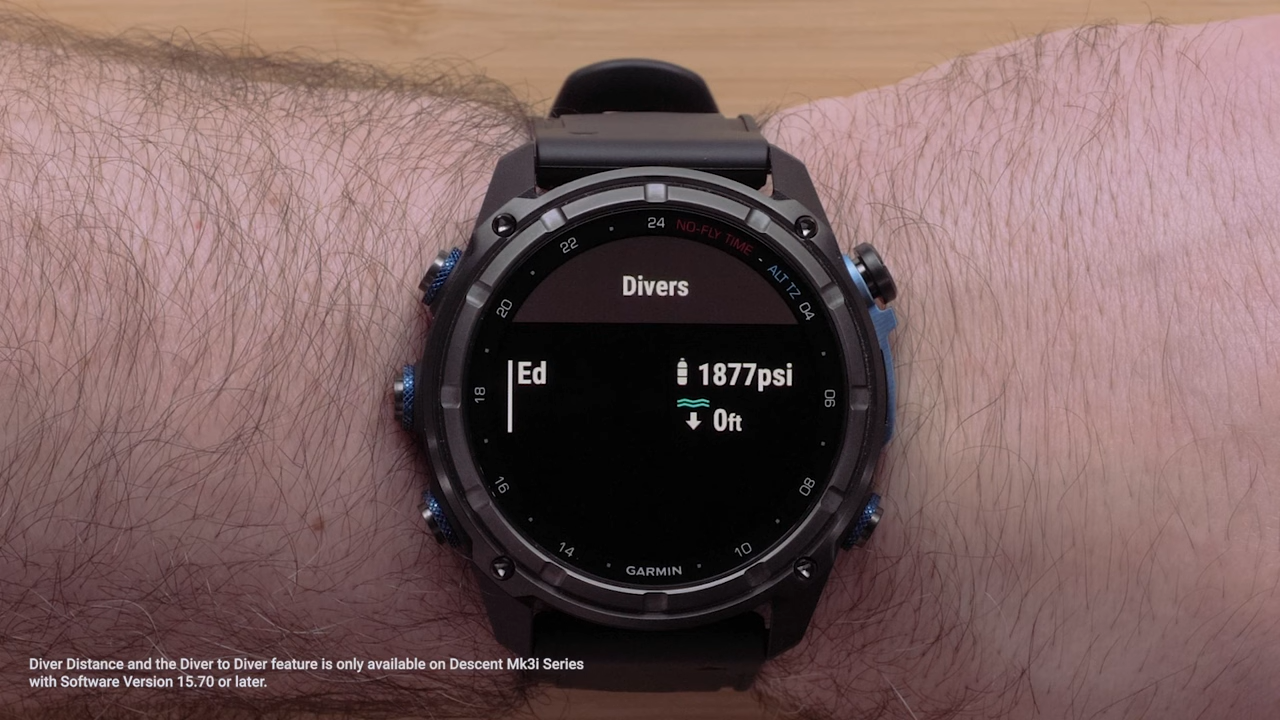 24 NO-FLY TIME - ALT TZ 04
22
20
Divers
Ed 1877psi
0ft
18 06
16 08
14 10
GARMIN
Diver Distance and the Diver to Diver feature is only available on Descent Mk3i Series
with Software Version 15.70 or later.